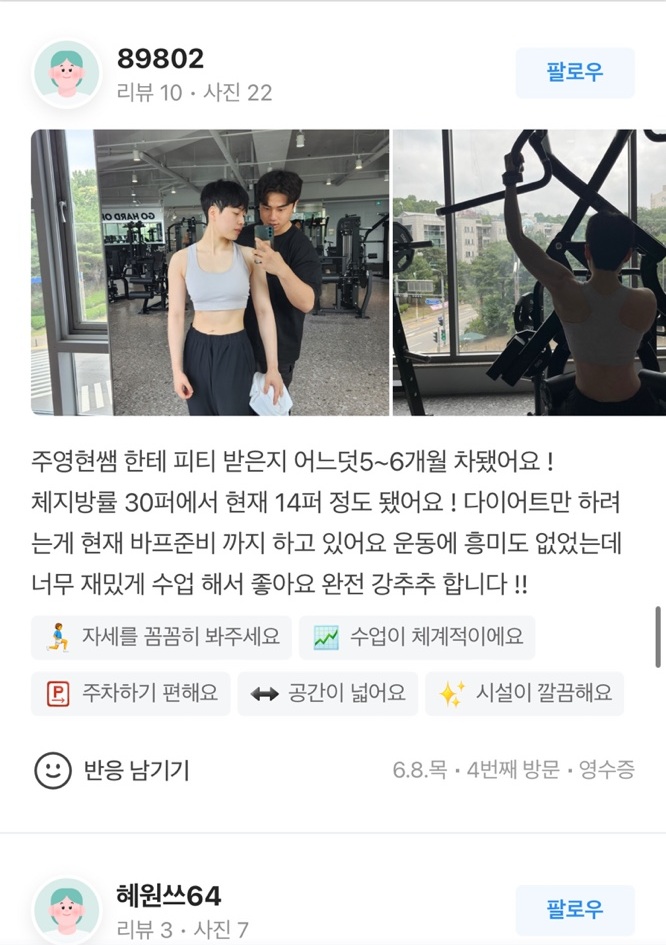 89802
리뷰 10 · 사진 22
팔로우
GO HARD OR
주영현쌤 한테 피티 받은지 어느덧5~6개월 차됐어요 !
체지방률 30퍼에서 현재 14퍼 정도 됐어요 ! 다이어트만 하려
는게 현재 바프준비 까지 하고 있어요 운동에 흥미도 없었는데
너무 재밌게 수업 해서 좋아요 완전 강추추 합니다 !!
자세를 꼼꼼히 봐주세요
수업이 체계적이에요
P 주차하기 편해요
공간이 넓어요
시설이 깔끔해요
반응 남기기
6.8.목 · 4번째 방문 · 영수증
혜원쓰64
리뷰 3 · 사진 7
팔로우